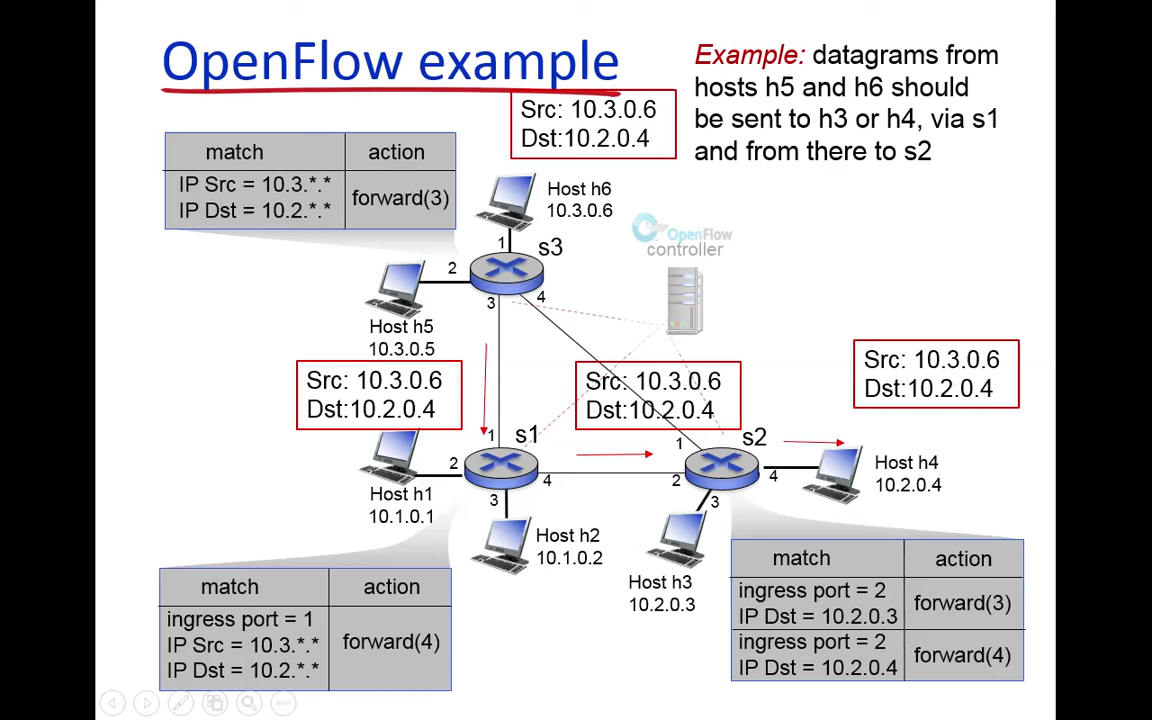 OpenFlow example
Example: datagrams from
hosts h5 and h6 should
be sent to h3 or h4, via s1
and from there to s2
Src: 10.3.0.6
Dst:10.2.0.4
match action
IP Src = 10.3.*.*
IP Dst = 10.2.*.*
forward(3)
Host h6
10.3.0.6
OpenFlow
controller
1
s3
2
3
4
Host h5
10.3.0.5
Src: 10.3.0.6
Dst:10.2.0.4
Src: 10.3.0.6
Dst:10.2.0.4
Src: 10.3.0.6
Dst:10.2.0.4
1
s1
2
3
4
Host h1
10.1.0.1
Host h2
10.1.0.2
1
s2
2
3
4
Host h4
10.2.0.4
Host h3
10.2.0.3
match action
ingress port = 1
IP Src = 10.3.*.*
IP Dst = 10.2.*.*
forward(4)
match action
ingress port = 2
IP Dst = 10.2.0.3
forward(3)
ingress port = 2
IP Dst = 10.2.0.4
forward(4)